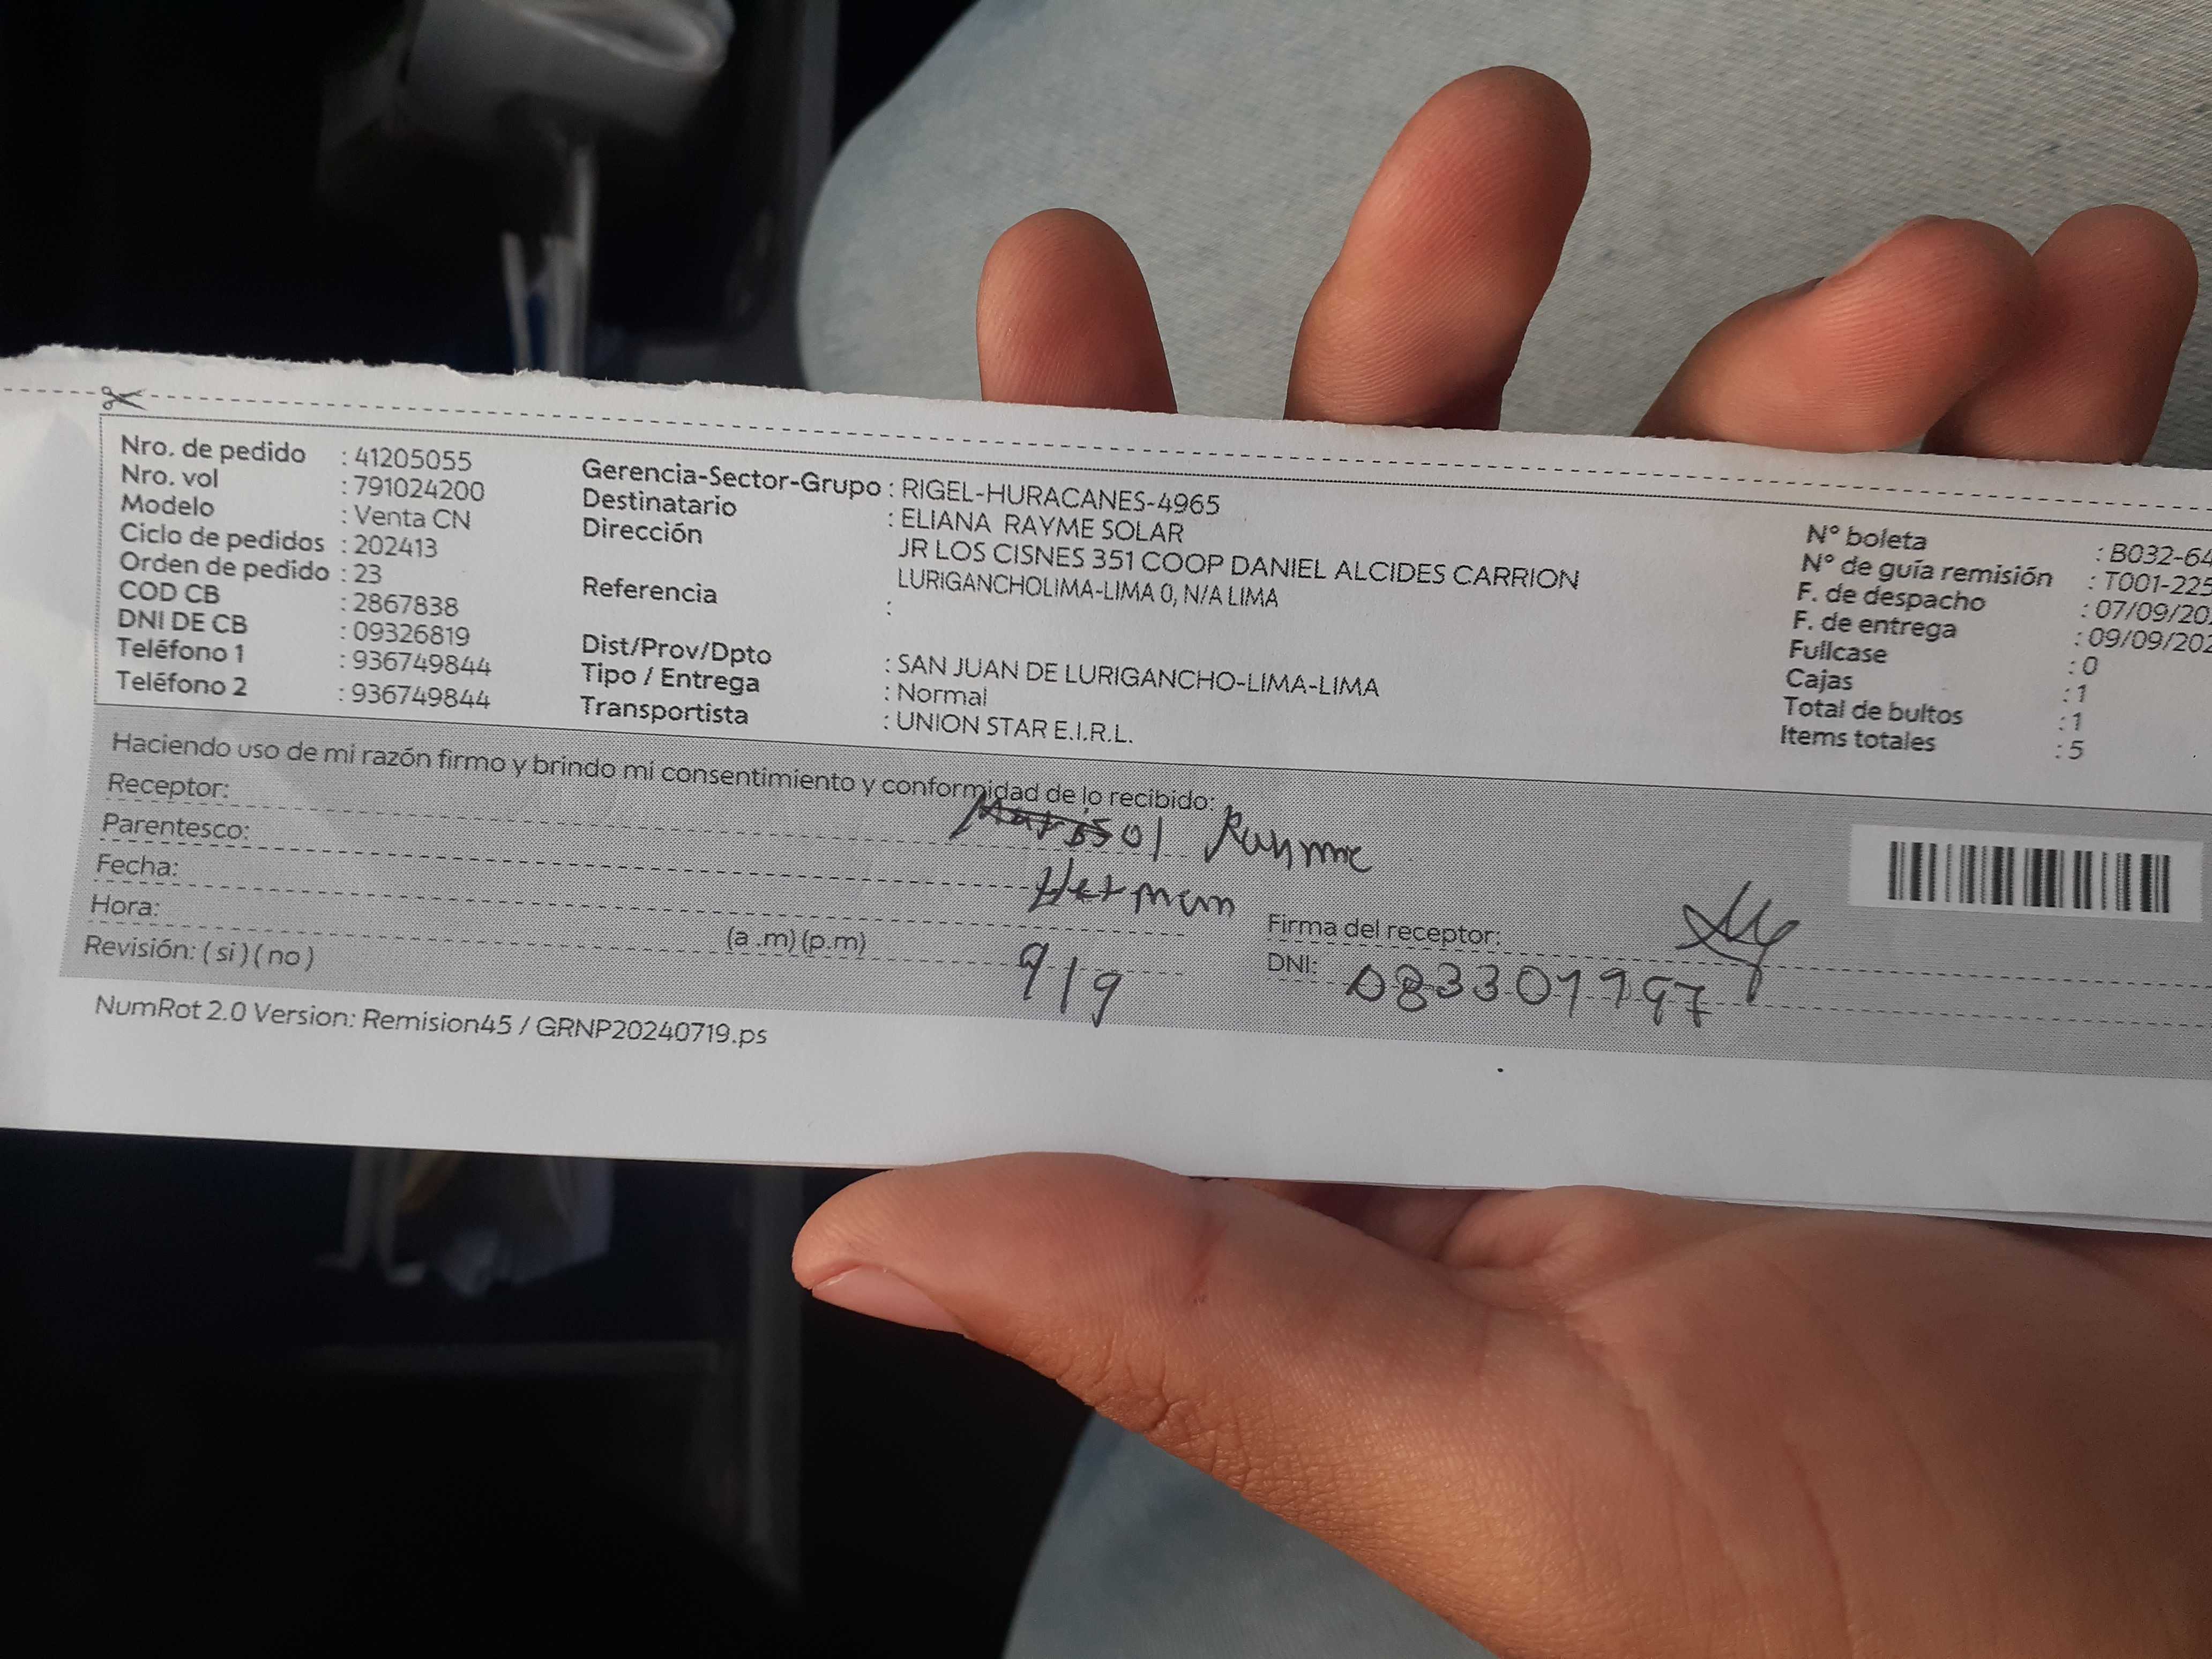 Nro. de pedido : 41205055
Nro. vol : 791024200
Modelo : Venta CN
Ciclo de pedidos : 202413
Orden de pedido : 23
COD CB : 2867838
DNI DE CB : 09326819
Teléfono 1 : 936749844
Teléfono 2 : 936749844
Gerencia-Sector-Grupo : RIGEL-HURACANES-4965
Destinatario : ELIANA RAYME SOLAR
Dirección JR LOS CISNES 351 COOP DANIEL ALCIDES CARRION
LURIGANCHOLIMA-LIMA 0, N/A LIMA
Referencia :
Dist/Prov/Dpto : SAN JUAN DE LURIGANCHO-LIMA-LIMA
Tipo / Entrega : Normal
Transportista : UNION STAR E.I.R.L.
N° boleta : B032-64
N° de guía remisión : T001-225
F. de despacho : 07/09/20
F. de entrega : 09/09/202
Fullcase : 0
Cajas : 1
Total de bultos : 1
Items totales : 5
Haciendo uso de mi razón firmo y brindo mi consentimiento y conformidad de lo recibido:
Receptor: Marisol
Parentesco:
Fecha: 9/9
Hora: (a .m) (p.m)
Revisión: ( si ) ( no )
Firma del receptor:
DNI:
NumRot 2.0 Version: Remision45 / GRNP20240719.ps